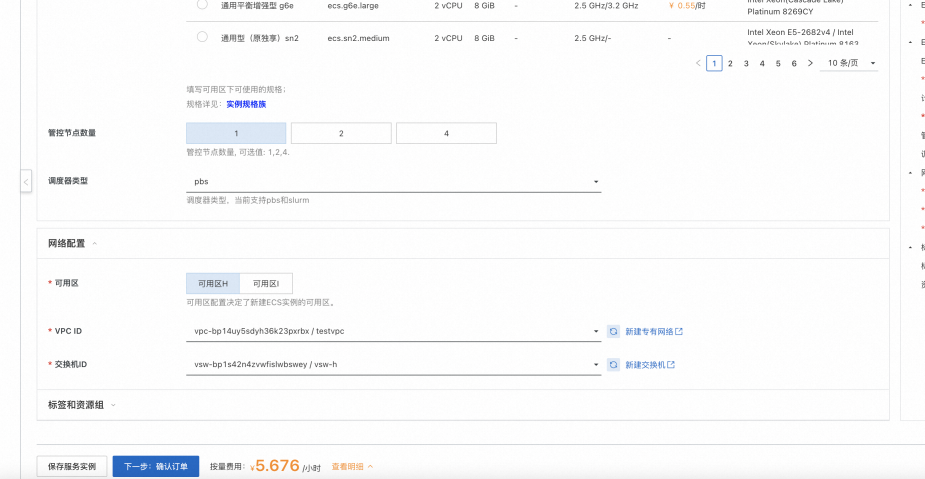 通用平衡增强型 g6e ecs.g6e.large 2 vCPU 8 GiB - 2.5 GHz/3.2 GHz ¥ 0.55/时 Platinum 8269CY
通用型（原独享）sn2 ecs.sn2.medium 2 vCPU 8 GiB - 2.5 GHz/- - Intel Xeon E5-2682v4 / Intel
Xeon(Skylake) Platinum 8163
< 1 2 3 4 5 6 > 10 条/页
填写可用区下可使用的规格；
规格详见：实例规格族
管控节点数量 1 2 4
管控节点数量, 可选值: 1,2,4.
调度器类型 pbs
调度器类型，当前支持pbs和slurm
网络配置
* 可用区 可用区H 可用区I
可用区配置决定了新建ECS实例的可用区。
* VPC ID vpc-bp14uy5sdyh36k23pxrbx / testvpc 新建专有网络
* 交换机ID vsw-bp1s42n4zvwfislwbswey / vsw-h 新建交换机
标签和资源组
保存服务实例 下一步：确认订单 按量费用：¥5.676 /小时 查看明细